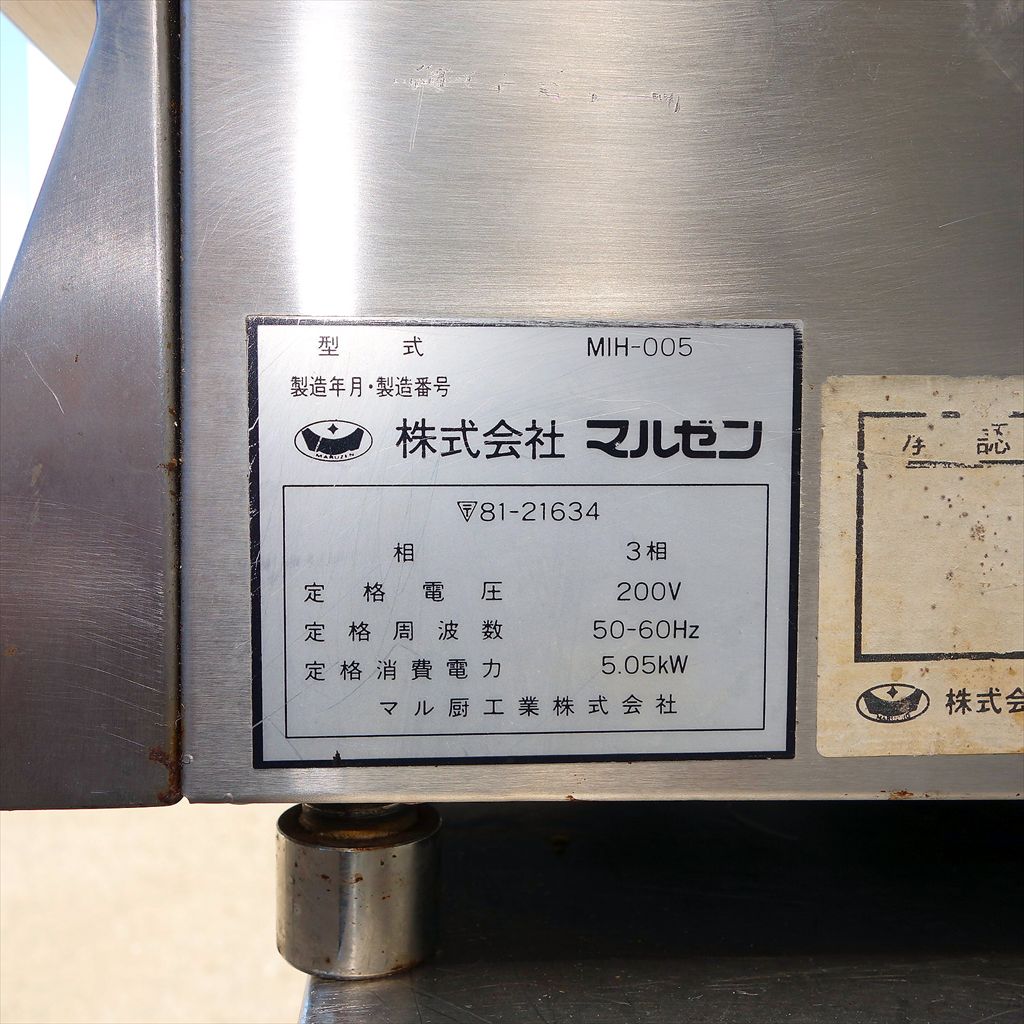 型式 MIH-005
製造年月・製造番号
MARUZEN 株式会社 マルゼン
〒81-21634
相 3相
定格電圧 200V
定格周波数 50-60Hz
定格消費電力 5.05kW
マル厨工業株式会社
認
MARUZEN 株式会